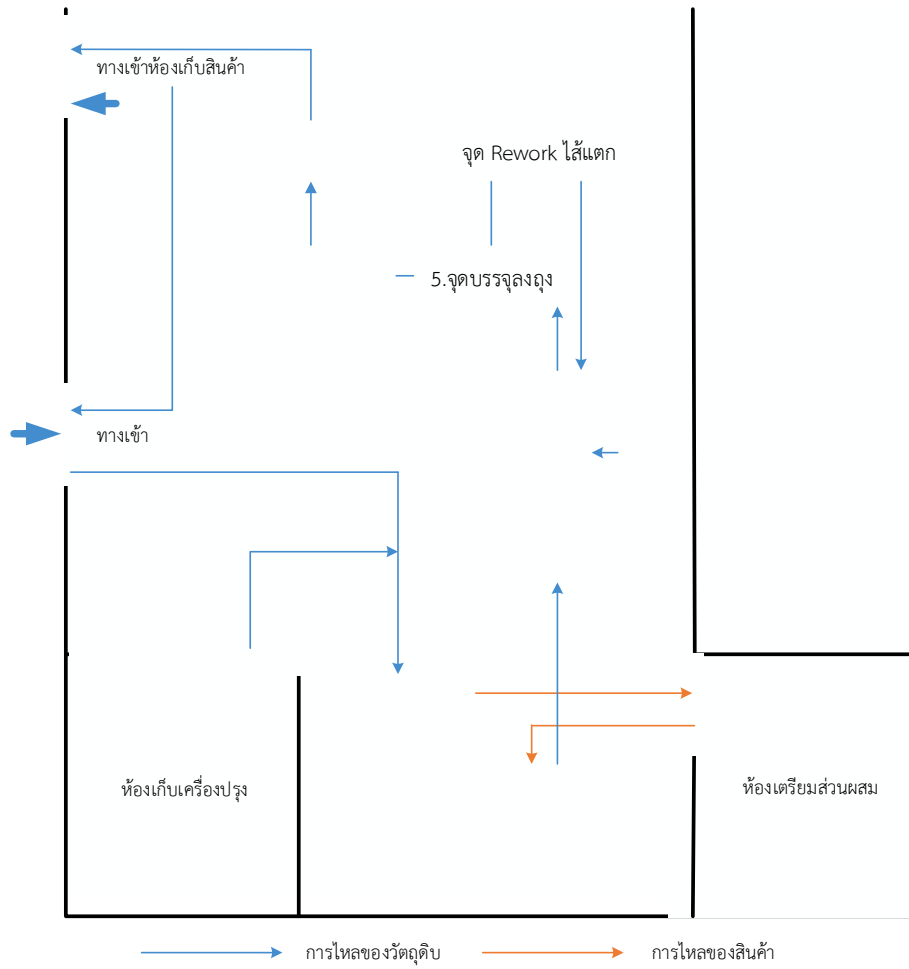 ทางเข้าห้องเก็บสินค้า
จุด Rework ไส้แตก
5.จุดบรรจุลงถุง
ทางเข้า
ห้องเก็บเครื่องปรุง
ห้องเตรียมส่วนผสม
การไหลของวัตถุดิบ
การไหลของสินค้า